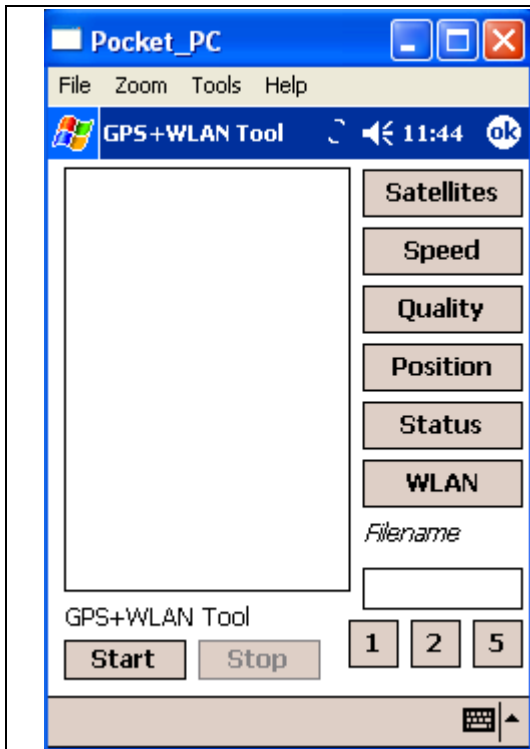 Pocket_PC
File Zoom Tools Help
GPS+WLAN Tool 11:44 ok
Satellites
Speed
Quality
Position
Status
WLAN
Filename
GPS+WLAN Tool
Start Stop 1 2 5